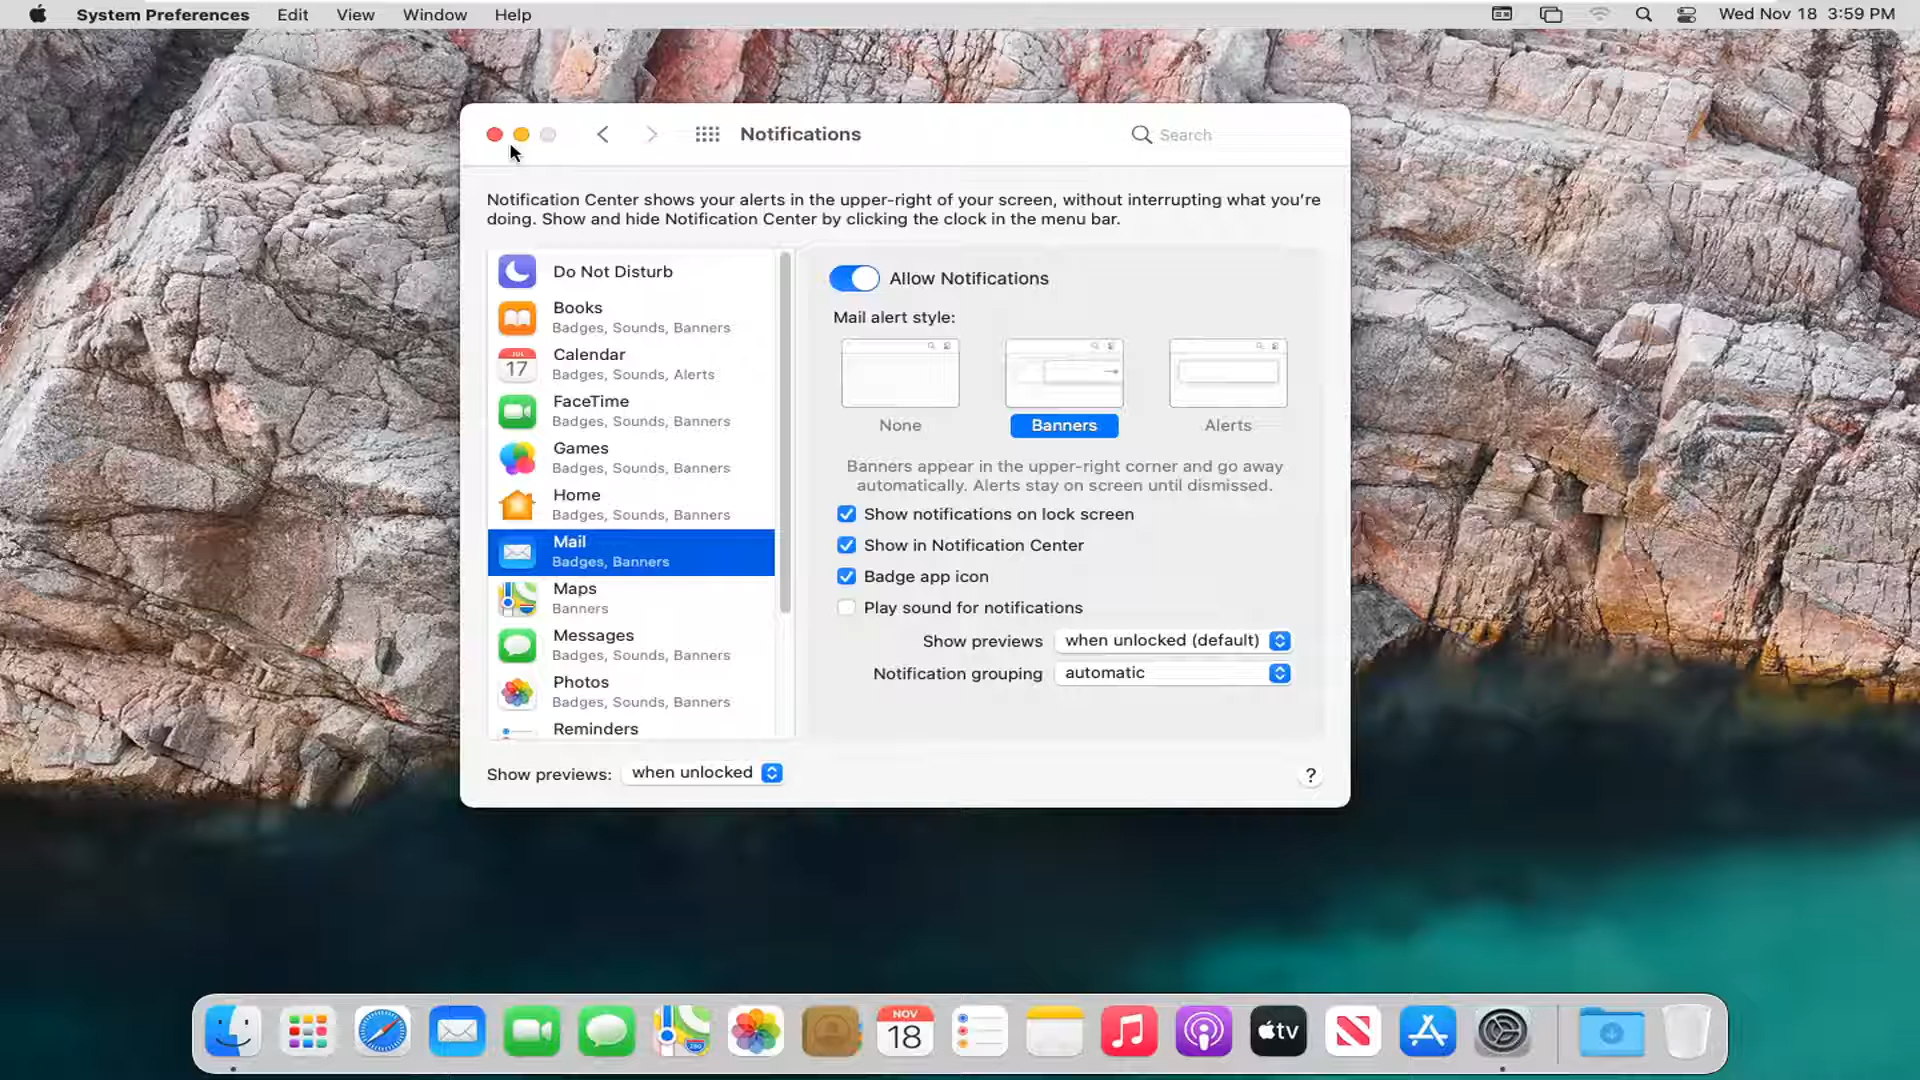 System Preferences Edit View Window Help Wed Nov 18 3:59 PM
Notifications
Search
Notification Center shows your alerts in the upper-right of your screen, without interrupting what you're
doing. Show and hide Notification Center by clicking the clock in the menu bar.
Do Not Disturb
Books
Badges, Sounds, Banners
JUL
17
Calendar
Badges, Sounds, Alerts
FaceTime
Badges, Sounds, Banners
Games
Badges, Sounds, Banners
Home
Badges, Sounds, Banners
Mail
Badges, Banners
Maps
Banners
Messages
Badges, Sounds, Banners
Photos
Badges, Sounds, Banners
Reminders
Allow Notifications
Mail alert style:
None Banners Alerts
Banners appear in the upper-right corner and go away
automatically. Alerts stay on screen until dismissed.
Show notifications on lock screen
Show in Notification Center
Badge app icon
Play sound for notifications
Show previews when unlocked (default)
Notification grouping automatic
Show previews: when unlocked
?
280
NOV
18
tv